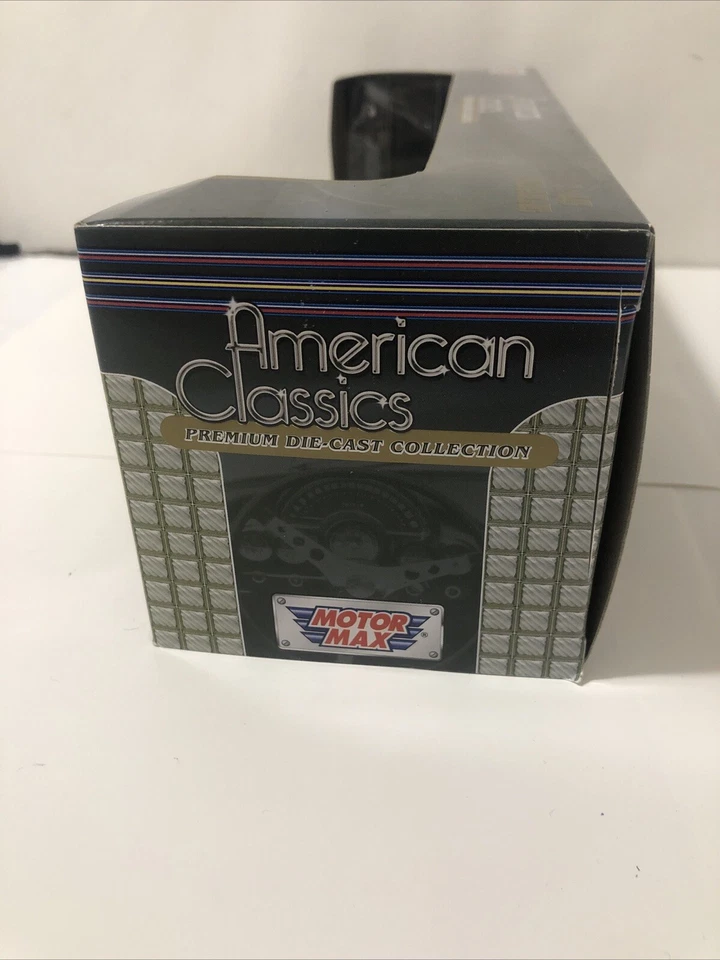 American
Classics
PREMIUM DIE-CAST COLLECTION
MOTOR
MAX®